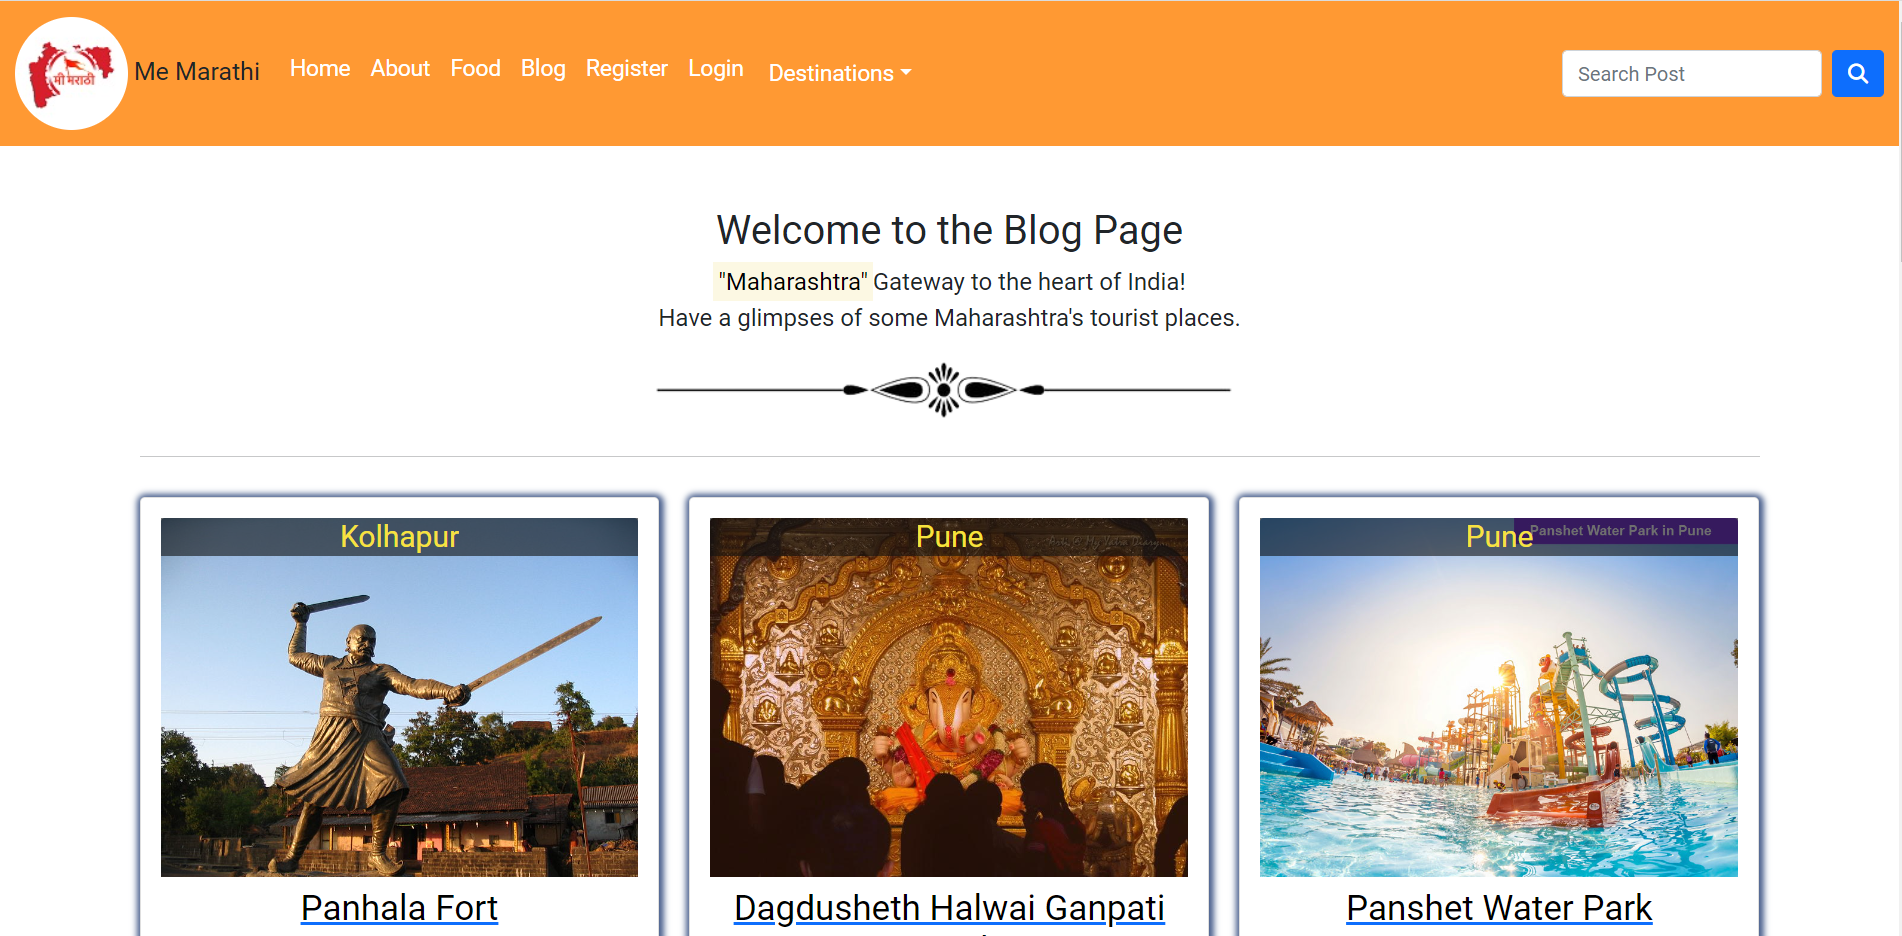 मी मराठी
Me Marathi
Home About Food Blog Register Login Destinations
Search Post
Welcome to the Blog Page
"Maharashtra" Gateway to the heart of India!
Have a glimpses of some Maharashtra's tourist places.
Kolhapur
Panhala Fort
Pune
Dagdusheth Halwai Ganpati
Pune
Panshet Water Park in Pune
Panshet Water Park